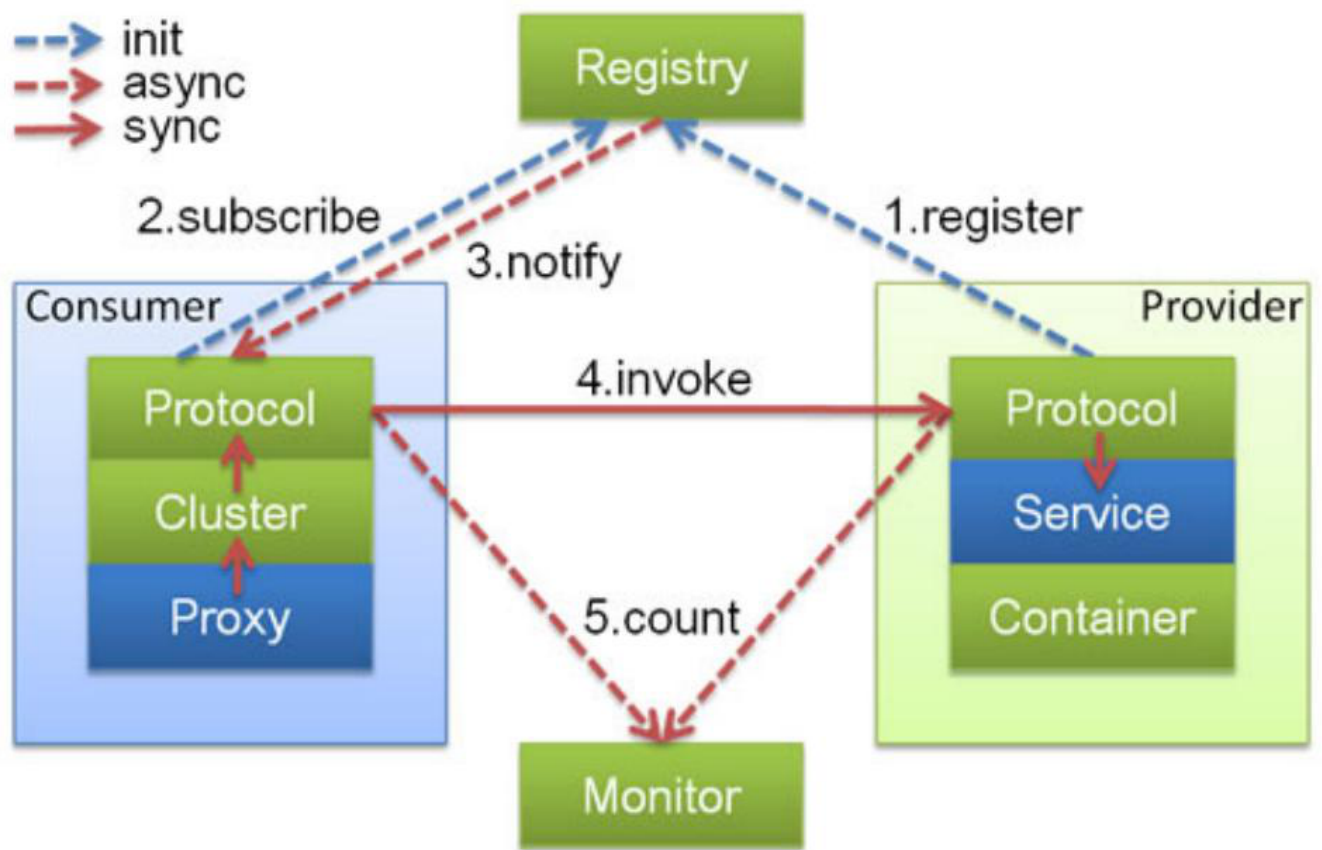 init
async
sync
Registry
2.subscribe
1.register
3.notify
Consumer
Provider
Protocol
4.invoke
Protocol
Cluster
Service
Proxy
5.count
Container
Monitor